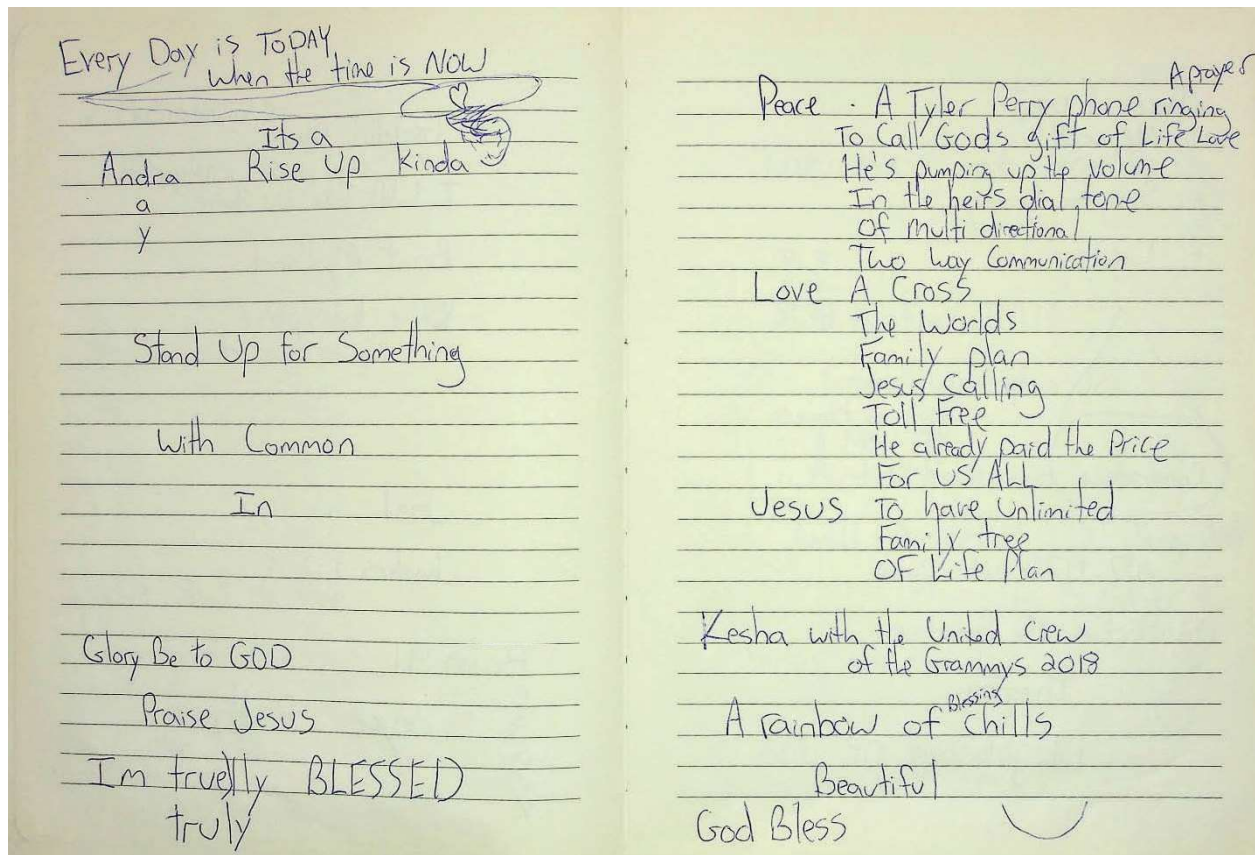 Every Day is TODAY
when the time is NOW
Its a
Andra Rise Up Kinda
a
y
Stand Up for Something
With Common
In
Glory Be to GOD
Praise Jesus
Im truelly BLESSED
truly
A prayer
Peace . A Tyler Perry phone ringing
To Call Gods gift of Life Love
He's pumping up the volume
In the heirs dial tone
Of multi directional
Two way Communication
Love A Cross
The Worlds
Family plan
Jesus Calling
Toll Free
He already paid the Price
For US ALL
Jesus To have Unlimited
Family tree
OF Life Plan
Kesha with the United Crew
of the Grammys 2018
Blessing
A rainbow of chills
Beautiful
God Bless